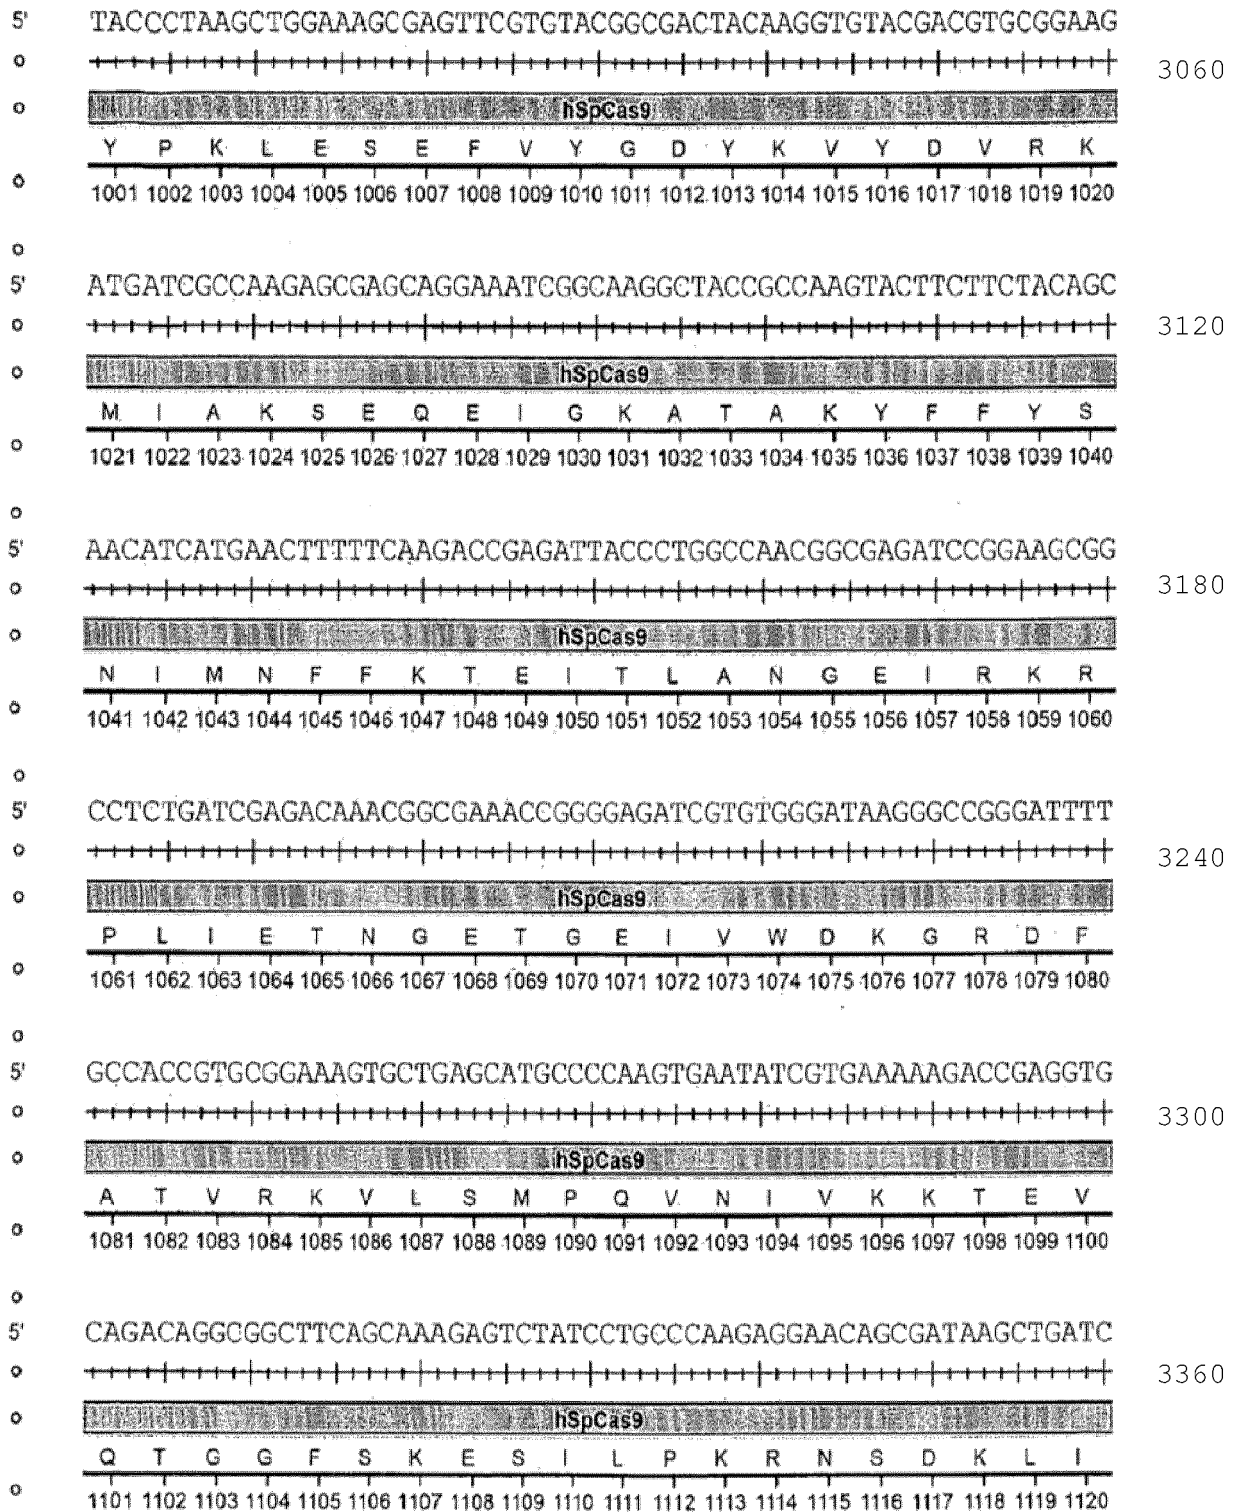 5' TACCCTAAGCTGGAAAGCGAGTTCGTGTACGGCGACTACAAGGTGTACGACGTGCGGAAG
3060
hSpCas9
Y P K L E S E F V Y G D Y K V Y D V R K
1001 1002 1003 1004 1005 1006 1007 1008 1009 1010 1011 1012 1013 1014 1015 1016 1017 1018 1019 1020
5' ATGATCGCCAAGAGCGAGCAGGAAATCGGCAAGGCTACCGCCAAGTACTTCTTCTACAGC
3120
hSpCas9
M I A K S E Q E I G K A T A K Y F F Y S
1021 1022 1023 1024 1025 1026 1027 1028 1029 1030 1031 1032 1033 1034 1035 1036 1037 1038 1039 1040
5' AACATCATGAACTTTTTCAAGACCGAGATTACCCTGGCCAACGGCGAGATCCGGAAGCGG
3180
hSpCas9
N I M N F F K T E I T L A N G E I R K R
1041 1042 1043 1044 1045 1046 1047 1048 1049 1050 1051 1052 1053 1054 1055 1056 1057 1058 1059 1060
5' CCTCTGATCGAGACAAACGGCGAAACCGGGGAGATCGTGTGGGATAAGGGCCGGGATTTT
3240
hSpCas9
P L I E T N G E T G E I V W D K G R D F
1061 1062 1063 1064 1065 1066 1067 1068 1069 1070 1071 1072 1073 1074 1075 1076 1077 1078 1079 1080
5' GCCACCGTGCGGAAAGTGCTGAGCATGCCCCAAGTGAATATCGTGAAAAAGACCGAGGTG
3300
hSpCas9
A T V R K V L S M P Q V N I V K K T E V
1081 1082 1083 1084 1085 1086 1087 1088 1089 1090 1091 1092 1093 1094 1095 1096 1097 1098 1099 1100
5' CAGACAGGCGGCTTCAGCAAAGAGTCTATCCTGCCCAAGAGGAACAGCGATAAGCTGATC
3360
hSpCas9
Q T G G F S K E S I L P K R N S D K L I
1101 1102 1103 1104 1105 1106 1107 1108 1109 1110 1111 1112 1113 1114 1115 1116 1117 1118 1119 1120